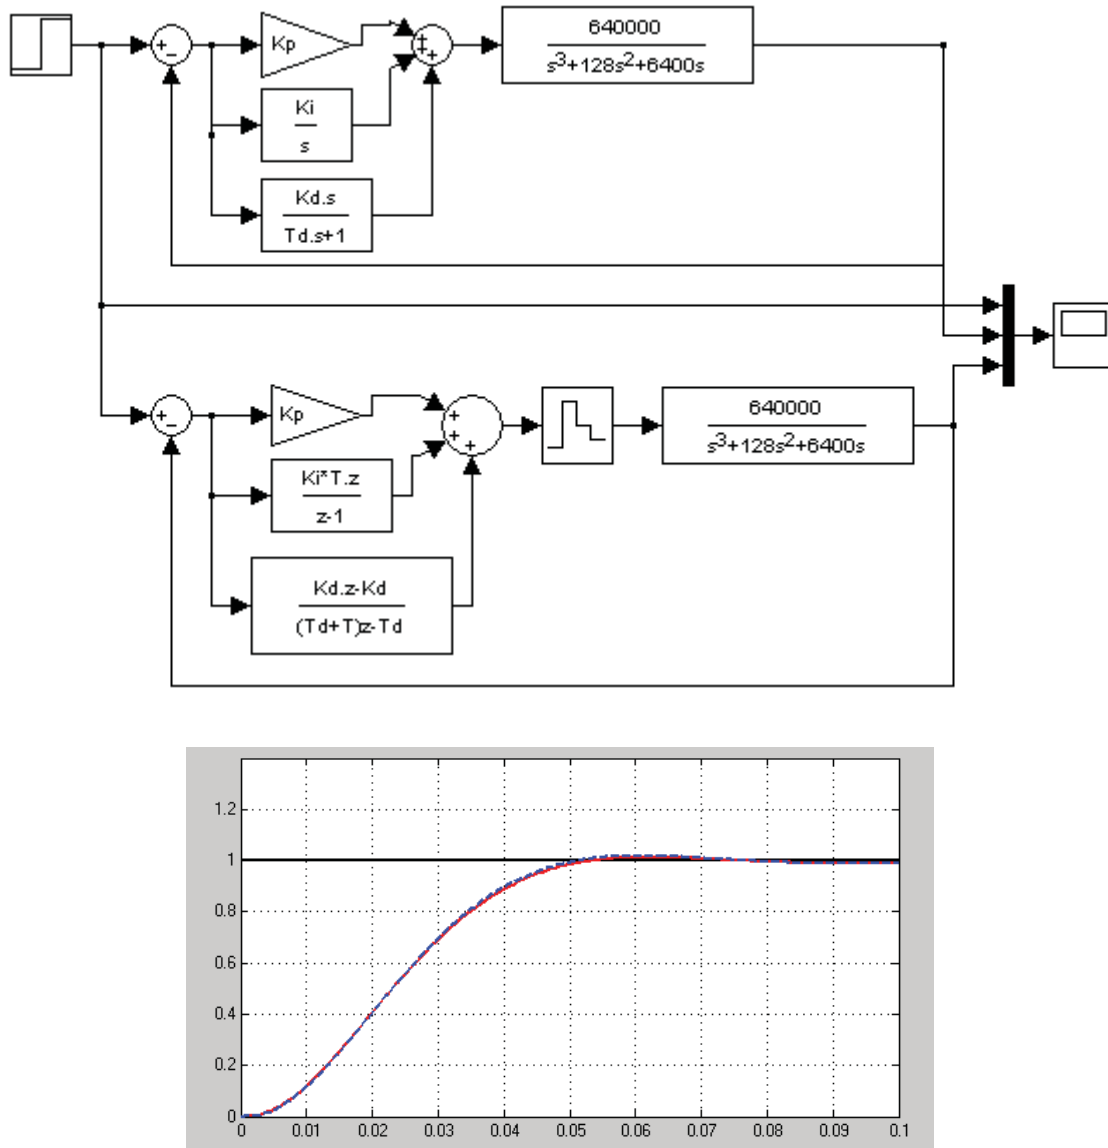 +
−
Kp
+
+
+
640000
s³+128s²+6400s
Ki
s
Kd.s
Td.s+1
+
−
Kp
+
+
+
640000
s³+128s²+6400s
Ki*T.z
z-1
Kd.z-Kd
(Td+T)z-Td
1.2
1
0.8
0.6
0.4
0.2
0
0 0.01 0.02 0.03 0.04 0.05 0.06 0.07 0.08 0.09 0.1